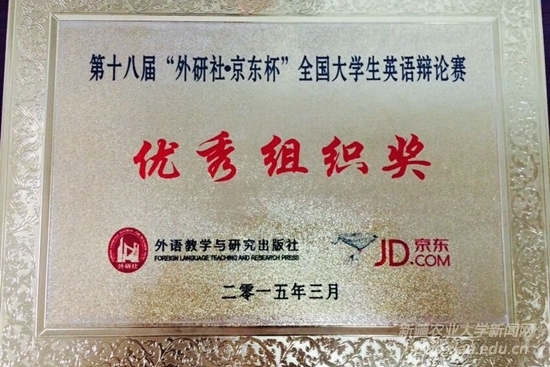 第十八届“外研社•京东杯”全国大学生英语辩论赛
优秀组织奖
外研社
外语教学与研究出版社
FOREIGN LANGUAGE TEACHING AND RESEARCH PRESS
JD.京东
.COM
二零一五年三月
新疆农业大学新闻网
.edu.cn